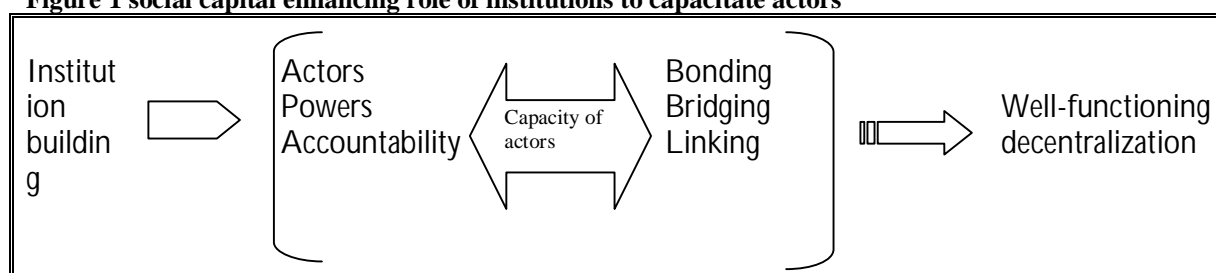 Figure 1 social capital enhancing role of institutions to capacitate actors
Institut
ion
buildin
g
Actors
Powers
Accountability
Capacity of
actors
Bonding
Bridging
Linking
Well-functioning
decentralization